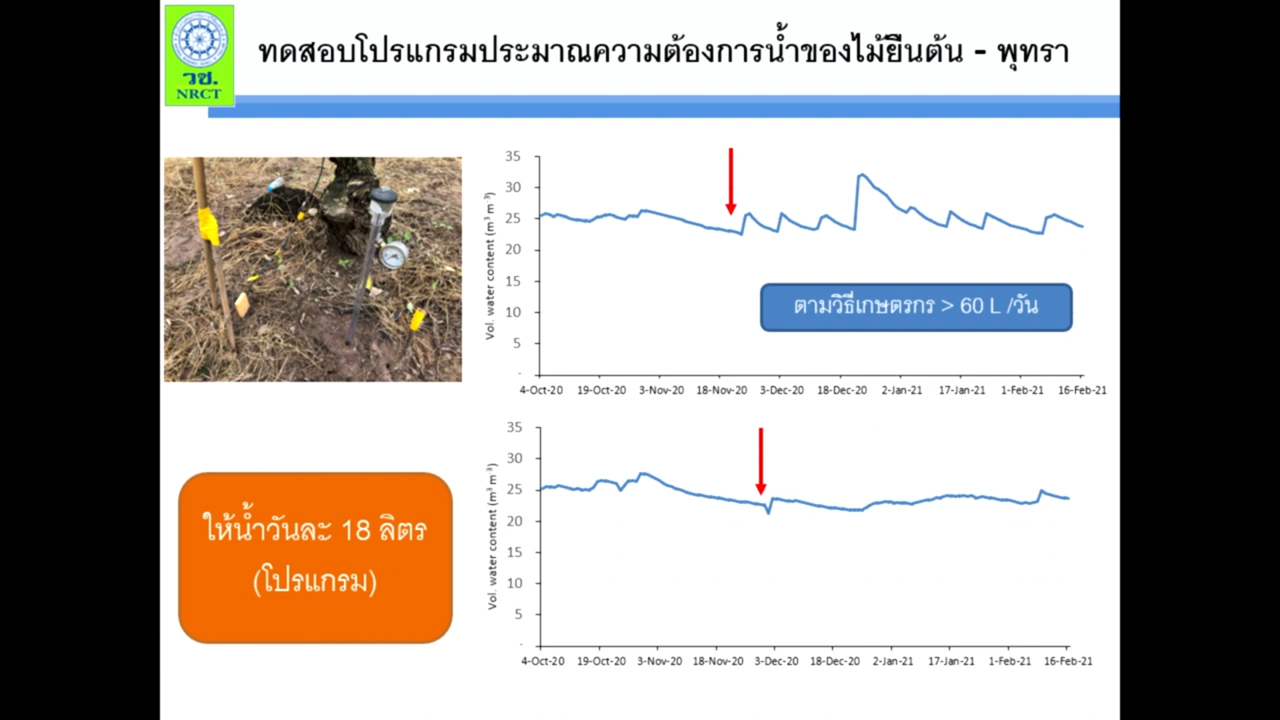 วช.
NRCT
ทดสอบโปรแกรมประมาณความต้องการน้ำของไม้ยืนต้น - พุทรา
Vol. water content (m³ m⁻³)
35
30
25
20
15
10
5
-
ตามวิธีเกษตรกร > 60 L /วัน
4-Oct-20 19-Oct-20 3-Nov-20 18-Nov-20 3-Dec-20 18-Dec-20 2-Jan-21 17-Jan-21 1-Feb-21 16-Feb-21
ให้น้ำวันละ 18 ลิตร
(โปรแกรม)
Vol. water content (m³ m⁻³)
35
30
25
20
15
10
5
-
4-Oct-20 19-Oct-20 3-Nov-20 18-Nov-20 3-Dec-20 18-Dec-20 2-Jan-21 17-Jan-21 1-Feb-21 16-Feb-21